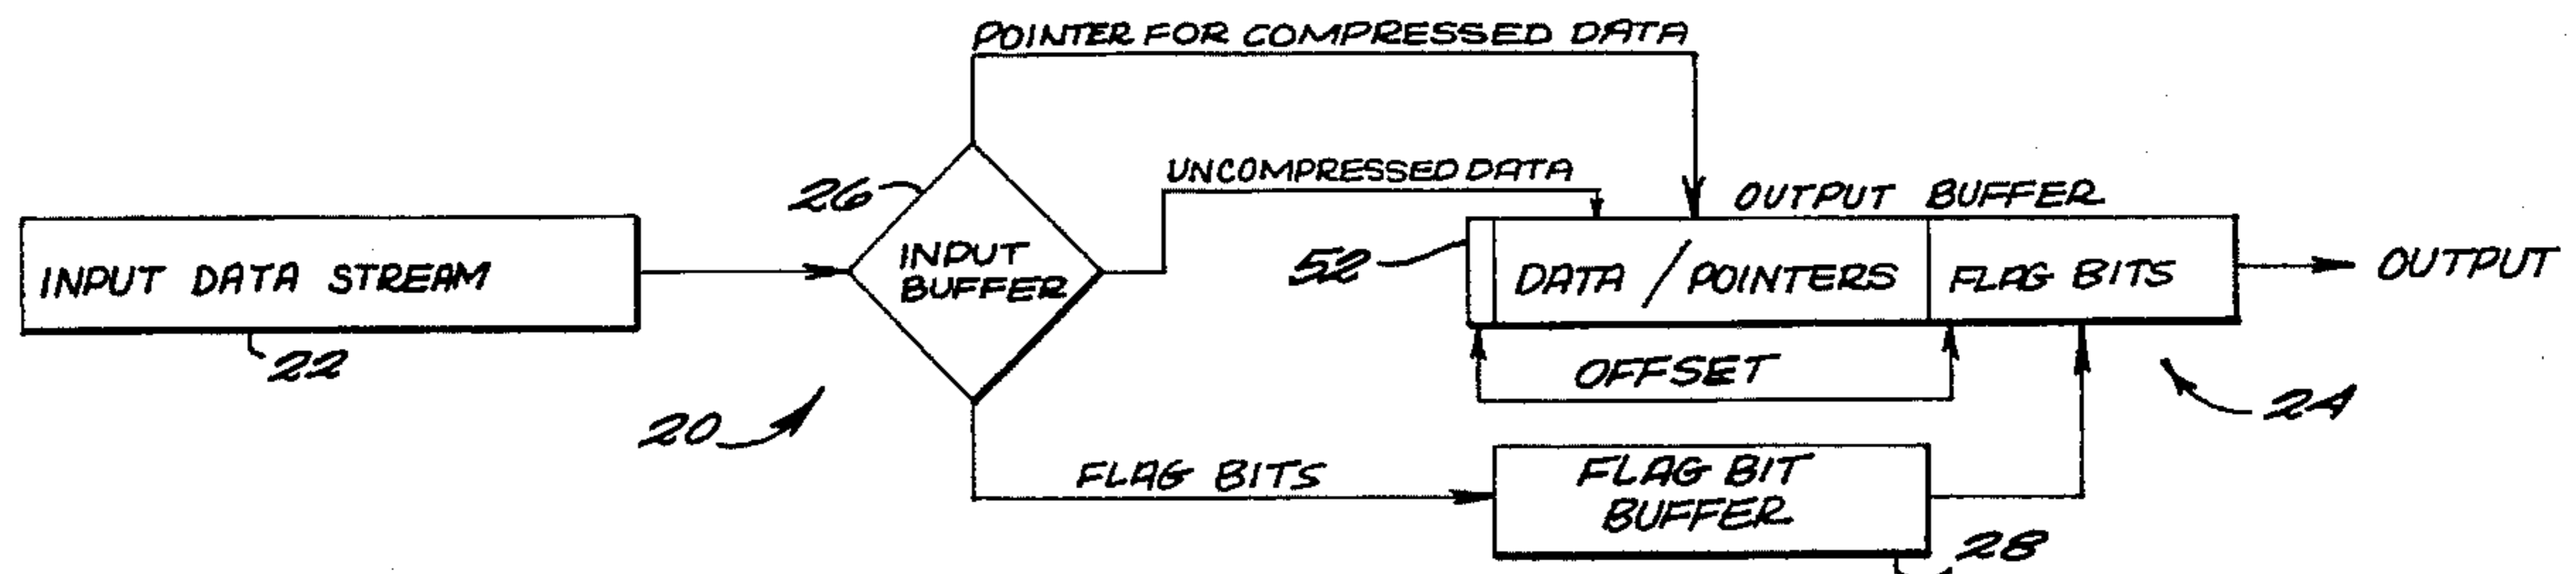 POINTER FOR COMPRESSED DATA
UNCOMPRESSED DATA
26
OUTPUT BUFFER
INPUT DATA STREAM
INPUT
BUFFER
52
DATA / POINTERS
FLAG BITS
OUTPUT
22
OFFSET
20
24
FLAG BITS
FLAG BIT
BUFFER
28